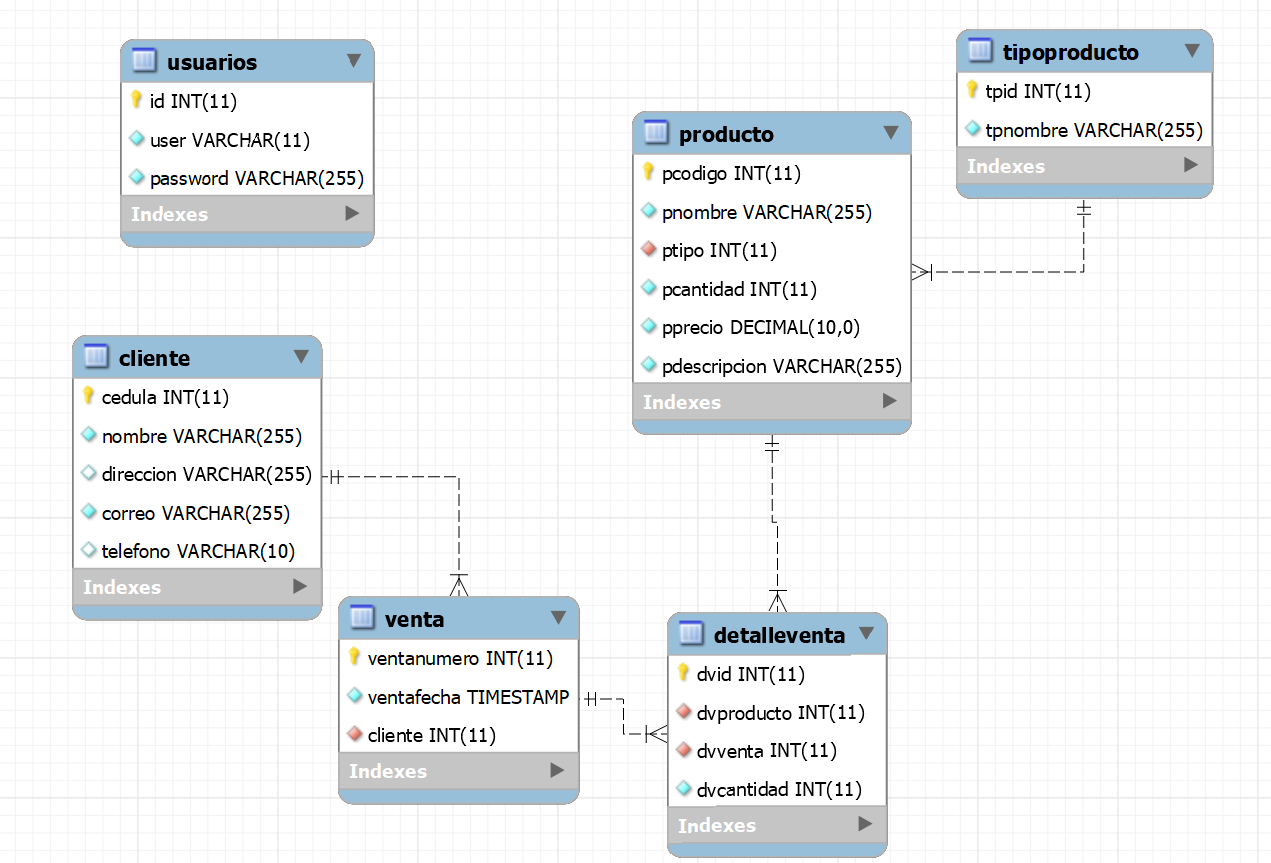 usuarios
id INT(11)
user VARCHAR(11)
password VARCHAR(255)
Indexes
tipoproducto
tpid INT(11)
tpnombre VARCHAR(255)
Indexes
producto
pcodigo INT(11)
pnombre VARCHAR(255)
ptipo INT(11)
pcantidad INT(11)
pprecio DECIMAL(10,0)
pdescripcion VARCHAR(255)
Indexes
cliente
cedula INT(11)
nombre VARCHAR(255)
direccion VARCHAR(255)
correo VARCHAR(255)
telefono VARCHAR(10)
Indexes
venta
ventanumero INT(11)
ventafecha TIMESTAMP
cliente INT(11)
Indexes
detalleventa
dvid INT(11)
dvproducto INT(11)
dvventa INT(11)
dvcantidad INT(11)
Indexes